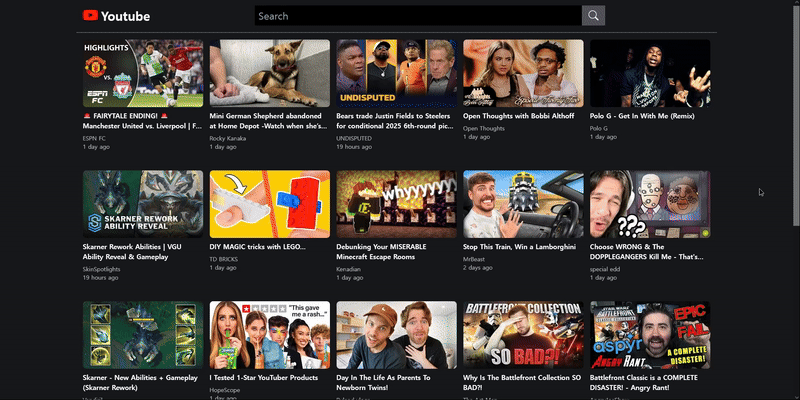 Youtube
Search
HIGHLIGHTS
VS.
ESPN
FC
UNDISPUTED
🚨 FAIRYTALE ENDING! 🚨
Manchester United vs. Liverpool | F...
ESPN FC
1 day ago
Mini German Shepherd abandoned
at Home Depot -Watch when she's...
Rocky Kanaka
1 day ago
Bears trade Justin Fields to Steelers
for conditional 2025 6th-round pic...
UNDISPUTED
19 hours ago
Open Thoughts with Bobbi Althoff
Open Thoughts
1 day ago
Polo G - Get In With Me (Remix)
Polo G
1 day ago
SKARNER REWORK
ABILITY REVEAL
whyyyyyy
???
Skarner Rework Abilities | VGU
Ability Reveal & Gameplay
SkinSpotlights
19 hours ago
DIY MAGIC tricks with LEGO...
TD BRICKS
1 day ago
Debunking Your MISERABLE
Minecraft Escape Rooms
Kenadian
1 day ago
Stop This Train, Win a Lamborghini
MrBeast
2 days ago
Choose WRONG & The
DOPPLEGANGERS Kill Me - That's...
special edd
1 day ago
"This gave
me a rash..."
BATTLEFRONT COLLECTION
SO BAD?!
STAR WARS
BATTLEFRONT
aspyr
ANGRY RANT
EPIC
FAIL
A COMPLETE
DISASTER!
Skarner - New Abilities + Gameplay
(Skarner Rework)
I Tested 1-Star YouTuber Products
HopeScope
1 day ago
Day In The Life As Parents To
Newborn Twins!
Why Is The Battlefront Collection SO
BAD?!
Battlefront Classic is a COMPLETE
DISASTER! - Angry Rant!